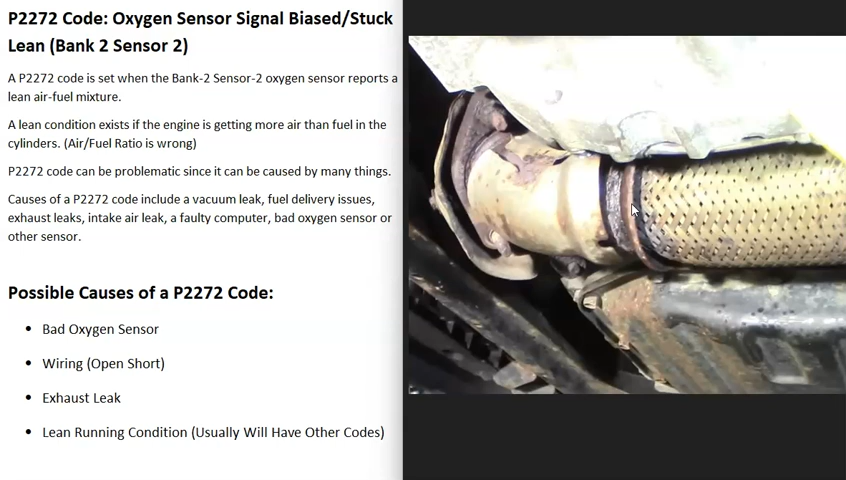 P2272 Code: Oxygen Sensor Signal Biased/Stuck
Lean (Bank 2 Sensor 2)
A P2272 code is set when the Bank-2 Sensor-2 oxygen sensor reports a
lean air-fuel mixture.
A lean condition exists if the engine is getting more air than fuel in the
cylinders. (Air/Fuel Ratio is wrong)
P2272 code can be problematic since it can be caused by many things.
Causes of a P2272 code include a vacuum leak, fuel delivery issues,
exhaust leaks, intake air leak, a faulty computer, bad oxygen sensor or
other sensor.
Possible Causes of a P2272 Code:
• Bad Oxygen Sensor
• Wiring (Open Short)
• Exhaust Leak
• Lean Running Condition (Usually Will Have Other Codes)